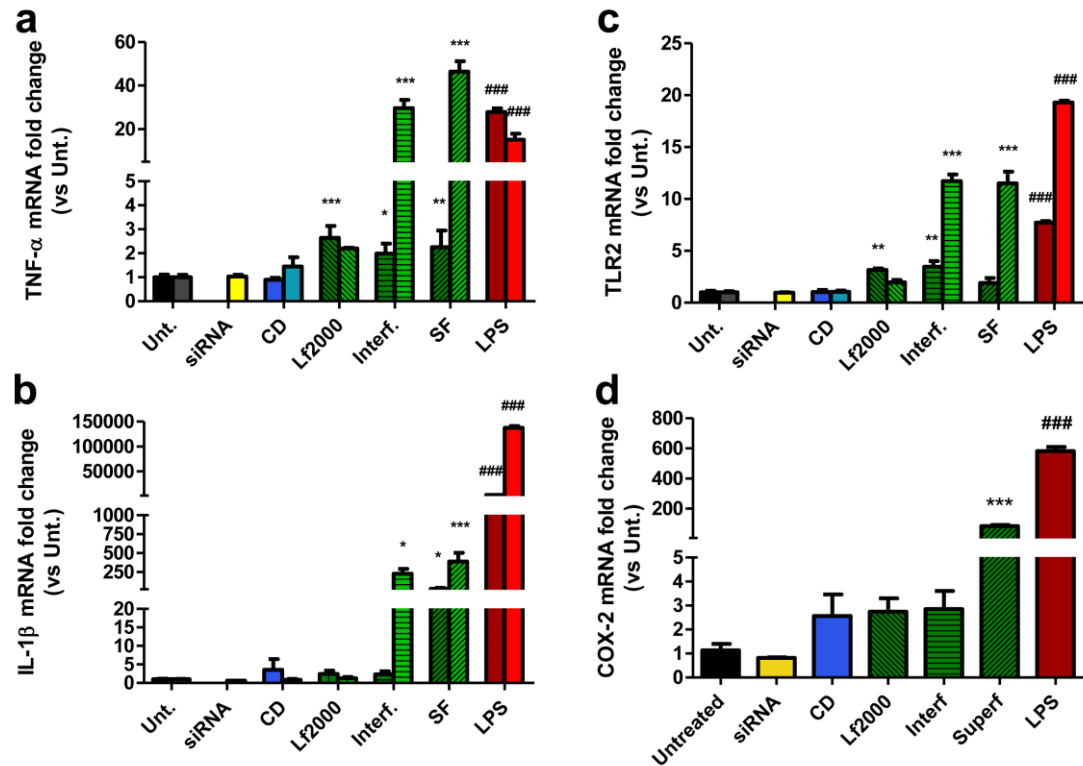 a
TNF-α mRNA fold change
(vs Unt.)
60
40
20
5
4
3
2
1
0
***
*
***
**
***
###
###
Unt.
siRNA
CD
Lf2000
Interf.
SF
LPS
c
TLR2 mRNA fold change
(vs Unt.)
25
20
15
10
5
0
**
**
***
***
###
###
Unt.
siRNA
CD
Lf2000
Interf.
SF
LPS
b
IL-1β mRNA fold change
(vs Unt.)
150000
100000
50000
1000
750
500
250
20
15
10
5
0
*
*
***
###
###
Unt.
siRNA
CD
Lf2000
Interf.
SF
LPS
d
COX-2 mRNA fold change
(vs Unt.)
800
600
400
200
5
4
3
2
1
0
***
###
Untreated
siRNA
CD
Lf2000
Interf
Superf
LPS